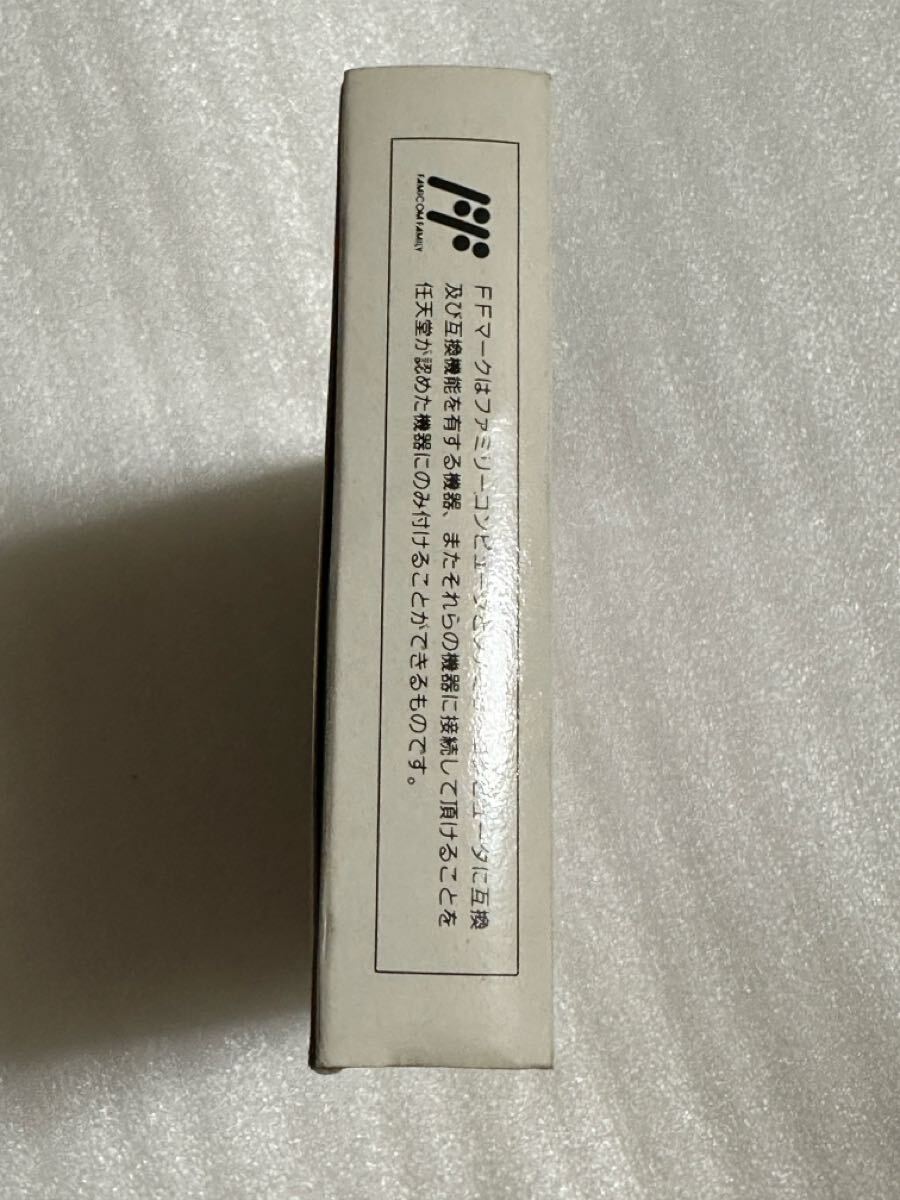 FAMICOM FAMILY
FFマークはファミリーコンピュータ ュータに互換
及び互換機能を有する機器、またそれらの機器に接続して頂けることを
任天堂が認めた機器にのみ付けることができるものです。